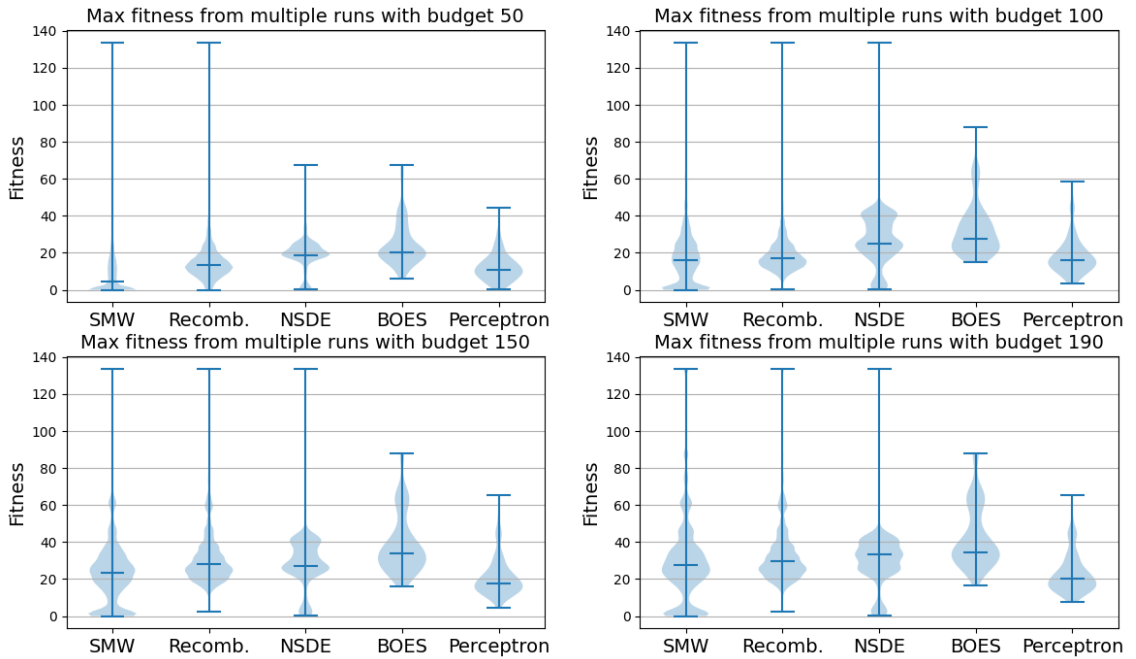 Max fitness from multiple runs with budget 50
140
120
100
80
60
40
20
0
Fitness
SMW Recomb. NSDE BOES Perceptron
Max fitness from multiple runs with budget 100
140
120
100
80
60
40
20
0
Fitness
SMW Recomb. NSDE BOES Perceptron
Max fitness from multiple runs with budget 150
140
120
100
80
60
40
20
0
Fitness
SMW Recomb. NSDE BOES Perceptron
Max fitness from multiple runs with budget 190
140
120
100
80
60
40
20
0
Fitness
SMW Recomb. NSDE BOES Perceptron